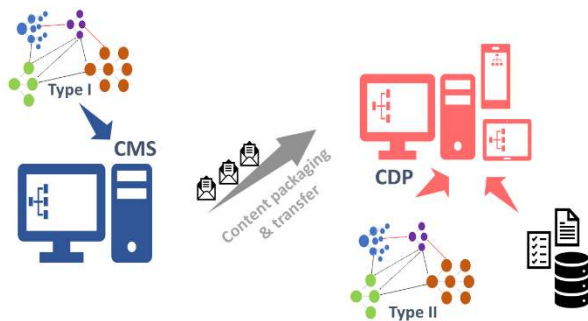 Type I
CMS
Content packaging
& transfer
CDP
Type II